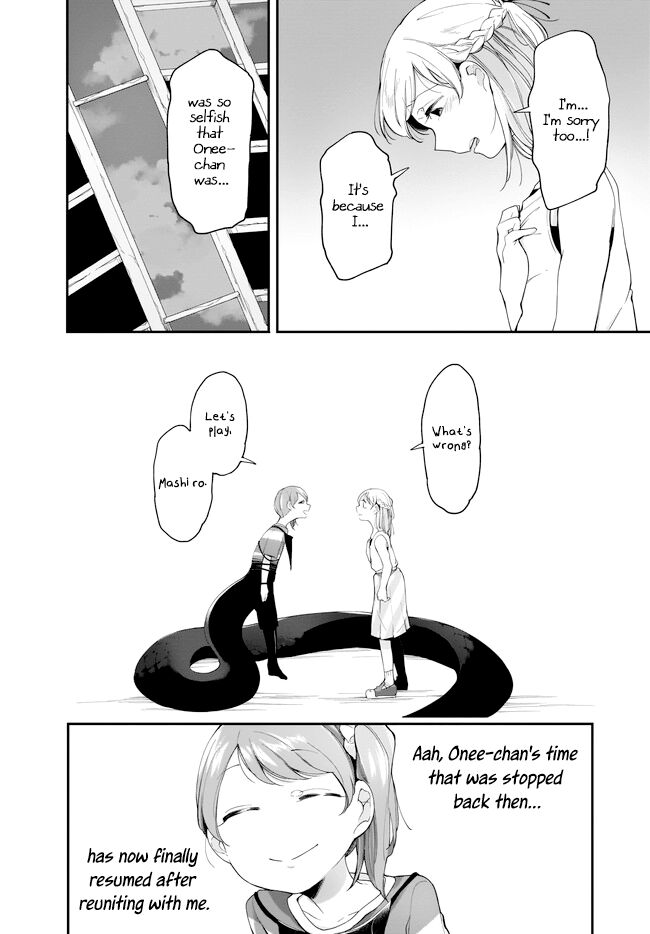 I'm...
I'm sorry
too...!
It's
because
I...
was so
selfish
that
Onee-
chan
was...
What's
wrong?
Let's
play,
Mashiro.
Aah, Onee-chan's time
that was stopped
back then...
has now finally
resumed after
reuniting with me.